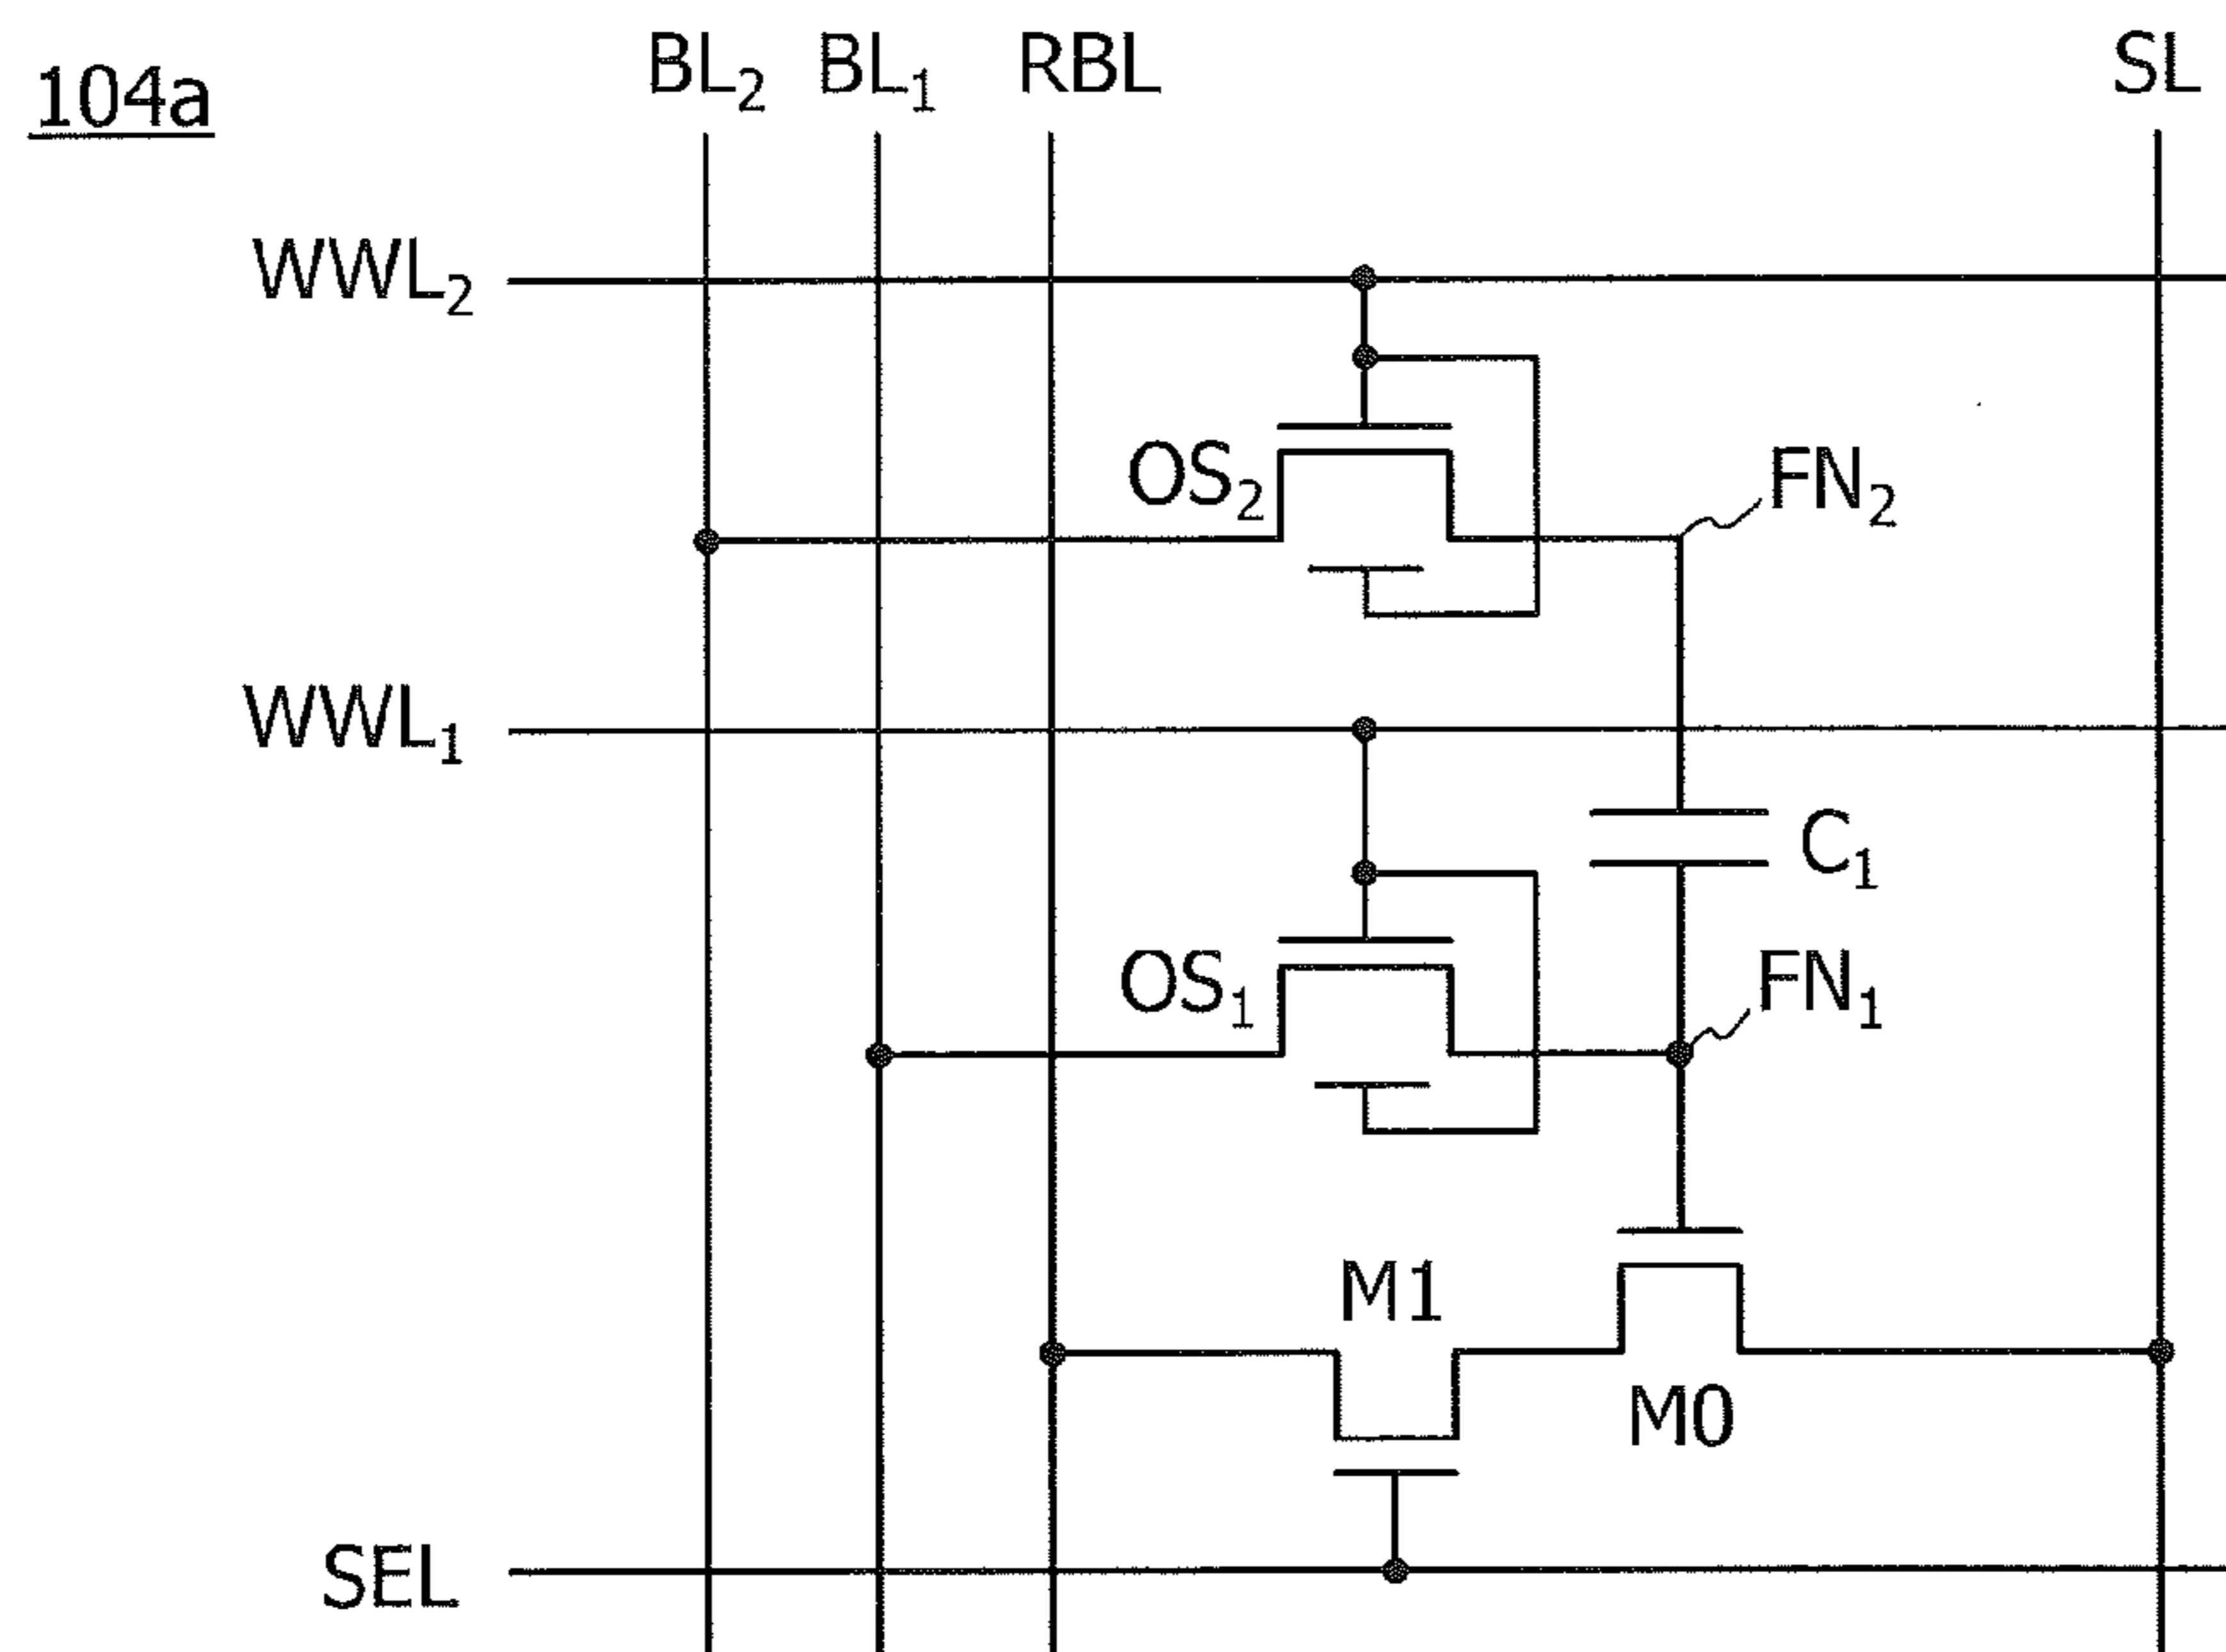 104a
BL₂ BL₁ RBL SL
WWL₂
OS₂ FN₂
WWL₁
C₁
OS₁ FN₁
M1
M0
SEL